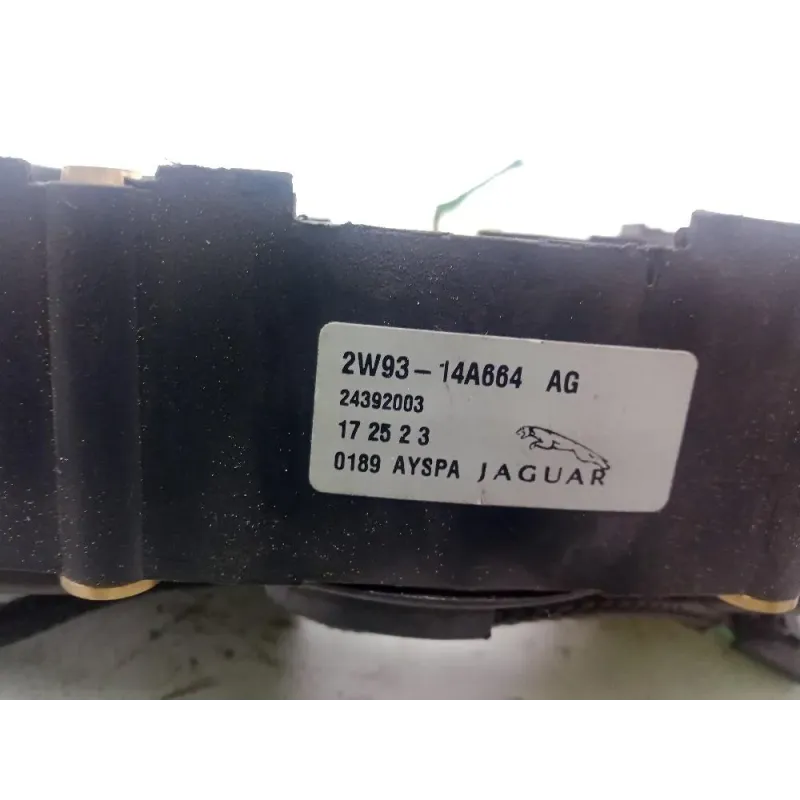 2W93-14A664 AG
24392003
17 25 2 3
0189 AYSPA JAGUAR